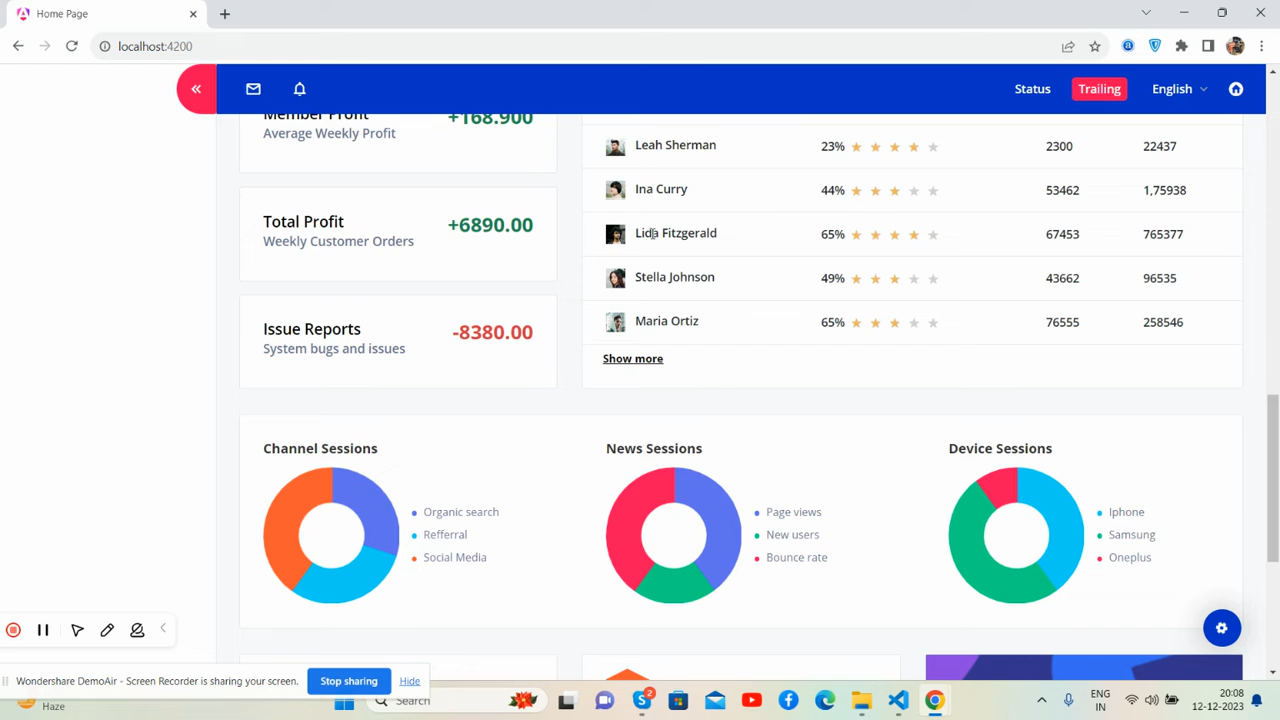 Home Page
localhost:4200
Status
Trailing
English
Member Profit
+168.900
Average Weekly Profit
Total Profit
+6890.00
Weekly Customer Orders
Issue Reports
-8380.00
System bugs and issues
Leah Sherman 23% 2300 22437
Ina Curry 44% 53462 1,75938
Lida Fitzgerald 65% 67453 765377
Stella Johnson 49% 43662 96535
Maria Ortiz 65% 76555 258546
Show more
Channel Sessions
Organic search
Refferral
Social Media
News Sessions
Page views
New users
Bounce rate
Device Sessions
Iphone
Samsung
Oneplus
Wondershare DemoAir - Screen Recorder is sharing your screen. Stop sharing Hide
Haze
Search
2
ENG
IN
20:08
12-12-2023